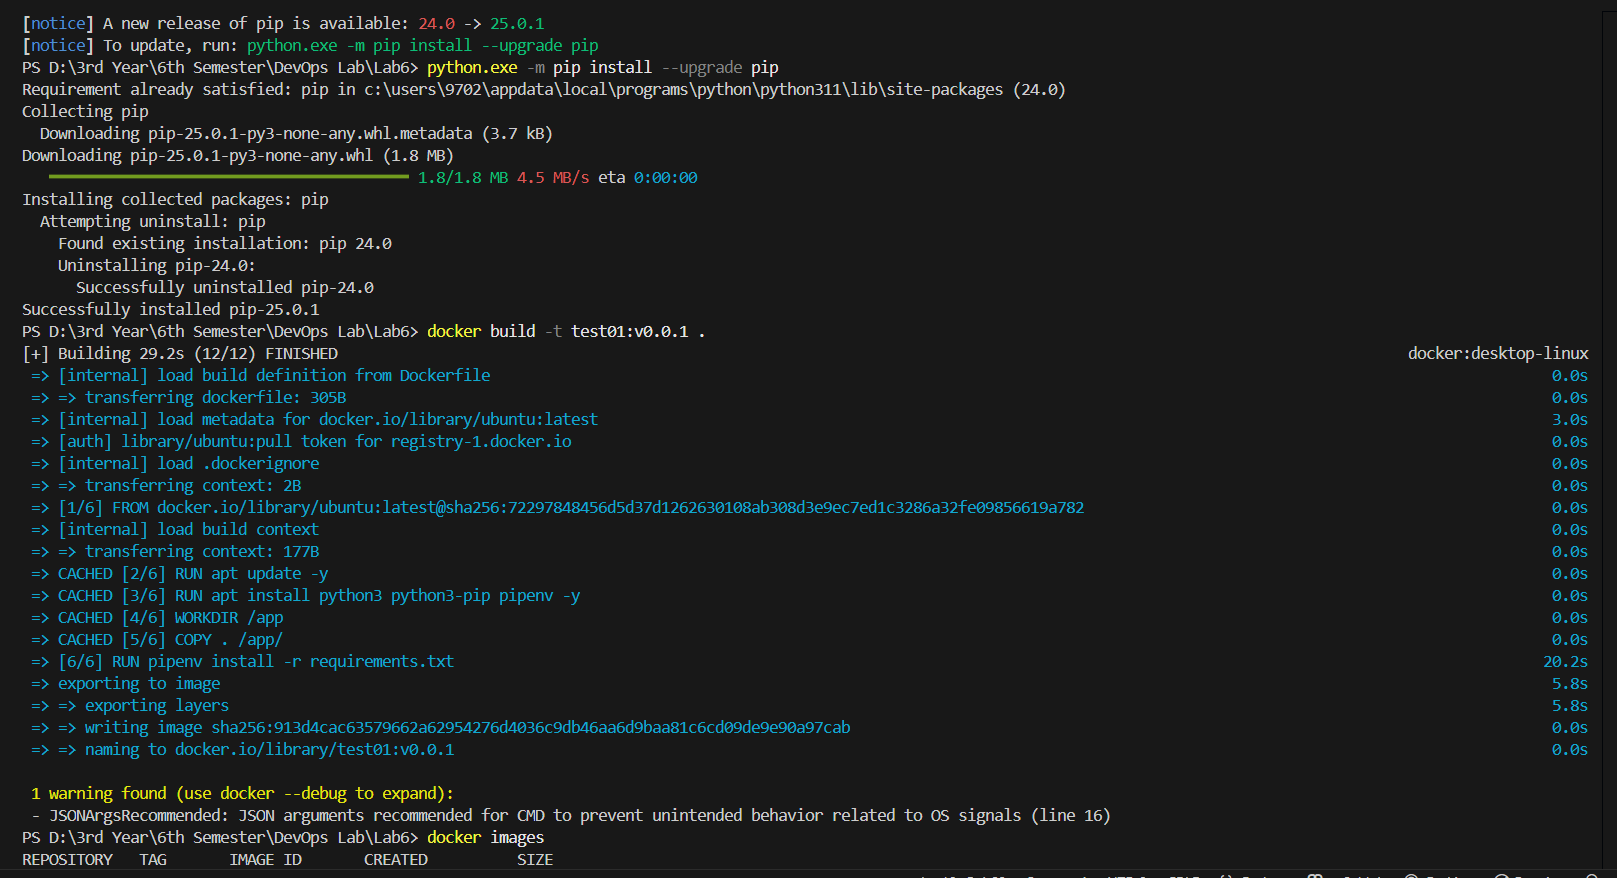 [notice] A new release of pip is available: 24.0 -> 25.0.1
[notice] To update, run: python.exe -m pip install --upgrade pip
PS D:\3rd Year\6th Semester\DevOps Lab\Lab6> python.exe -m pip install --upgrade pip
Requirement already satisfied: pip in c:\users\9702\appdata\local\programs\python\python311\lib\site-packages (24.0)
Collecting pip
  Downloading pip-25.0.1-py3-none-any.whl.metadata (3.7 kB)
Downloading pip-25.0.1-py3-none-any.whl (1.8 MB)
1.8/1.8 MB 4.5 MB/s eta 0:00:00
Installing collected packages: pip
  Attempting uninstall: pip
    Found existing installation: pip 24.0
    Uninstalling pip-24.0:
      Successfully uninstalled pip-24.0
Successfully installed pip-25.0.1
PS D:\3rd Year\6th Semester\DevOps Lab\Lab6> docker build -t test01:v0.0.1 .
[+] Building 29.2s (12/12) FINISHED docker:desktop-linux
 => [internal] load build definition from Dockerfile 0.0s
 => => transferring dockerfile: 305B 0.0s
 => [internal] load metadata for docker.io/library/ubuntu:latest 3.0s
 => [auth] library/ubuntu:pull token for registry-1.docker.io 0.0s
 => [internal] load .dockerignore 0.0s
 => => transferring context: 2B 0.0s
 => [1/6] FROM docker.io/library/ubuntu:latest@sha256:72297848456d5d37d1262630108ab308d3e9ec7ed1c3286a32fe09856619a782 0.0s
 => [internal] load build context 0.0s
 => => transferring context: 177B 0.0s
 => CACHED [2/6] RUN apt update -y 0.0s
 => CACHED [3/6] RUN apt install python3 python3-pip pipenv -y 0.0s
 => CACHED [4/6] WORKDIR /app 0.0s
 => CACHED [5/6] COPY . /app/ 0.0s
 => [6/6] RUN pipenv install -r requirements.txt 20.2s
 => exporting to image 5.8s
 => => exporting layers 5.8s
 => => writing image sha256:913d4cac63579662a62954276d4036c9db46aa6d9baa81c6cd09de9e90a97cab 0.0s
 => => naming to docker.io/library/test01:v0.0.1 0.0s
 1 warning found (use docker --debug to expand):
 - JSONArgsRecommended: JSON arguments recommended for CMD to prevent unintended behavior related to OS signals (line 16)
PS D:\3rd Year\6th Semester\DevOps Lab\Lab6> docker images
REPOSITORY   TAG       IMAGE ID       CREATED          SIZE